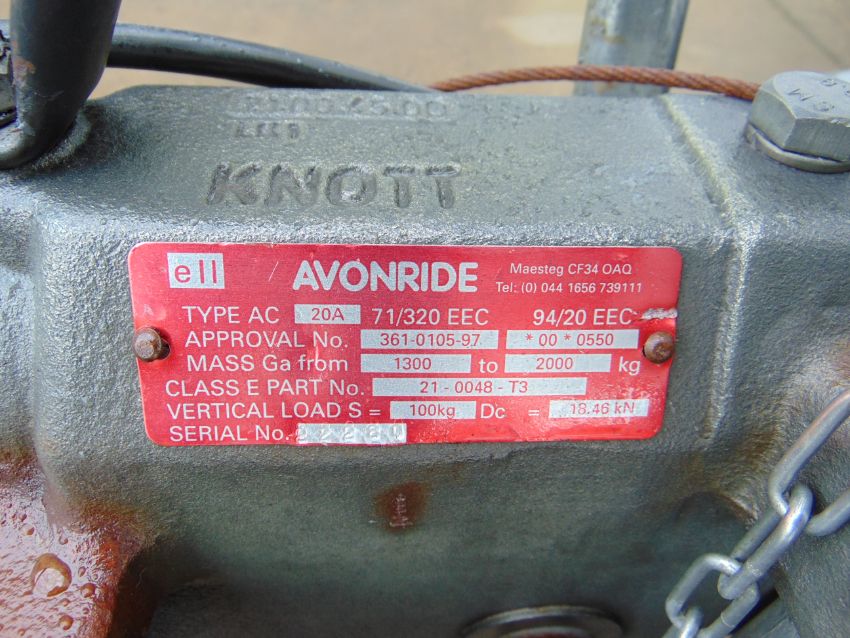 KNOTT
e11 AVONRIDE Maesteg CF34 OAQ
Tel: (0) 044 1656 739111
TYPE AC 20A 71/320 EEC 94/20 EEC
APPROVAL No. 361-0105-97 * 00 * 0550
MASS Ga from 1300 to 2000 kg
CLASS E PART No. 21-0048-T3
VERTICAL LOAD S = 100kg Dc = 18.46 kN
SERIAL No.